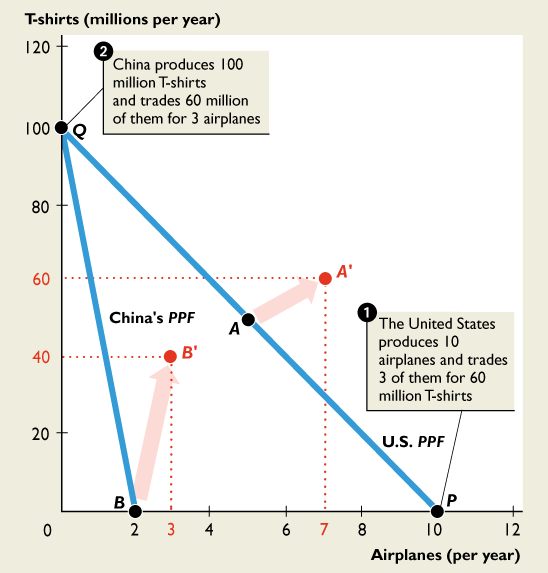 T-shirts (millions per year)
120
2
China produces 100
million T-shirts
and trades 60 million
of them for 3 airplanes
100
Q
80
60
A'
1
The United States
produces 10
airplanes and trades
3 of them for 60
million T-shirts
China's PPF
A
40
B'
20
U.S. PPF
B
P
0
2
3
4
6
7
8
10
12
Airplanes (per year)